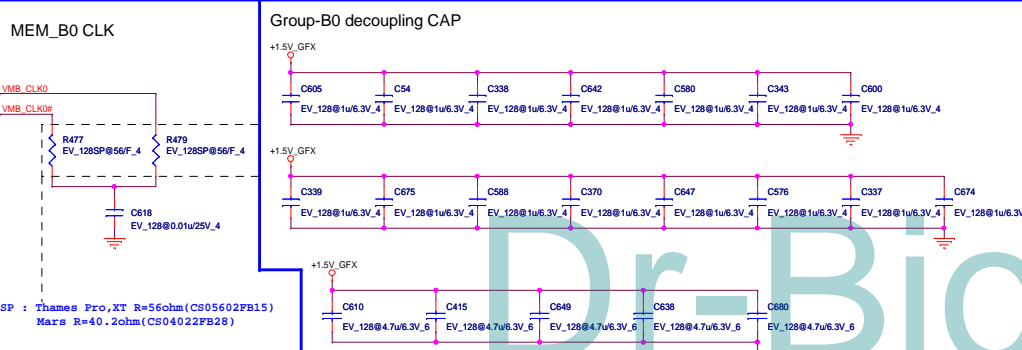 MEM_B0 CLK
Group-B0 decoupling CAP
+1.5V_GFX
VMB_CLK0
VMB_CLK0#
C605
EV_128@1u/6.3V_4
C54
EV_128@1u/6.3V_4
C338
EV_128@1u/6.3V_4
C642
EV_128@1u/6.3V_4
C580
EV_128@1u/6.3V_4
C343
EV_128@1u/6.3V_4
C600
EV_128@1u/6.3V_4
R477
EV_128SP@56/F_4
R479
EV_128SP@56/F_4
+1.5V_GFX
C339
EV_128@1u/6.3V_4
C675
EV_128@1u/6.3V_4
C588
EV_128@1u/6.3V_4
C370
EV_128@1u/6.3V_4
C647
EV_128@1u/6.3V_4
C576
EV_128@1u/6.3V_4
C337
EV_128@1u/6.3V_4
C674
EV_128@1u/6.3V
C618
EV_128@0.01u/25V_4
+1.5V_GFX
C610
EV_128@4.7u/6.3V_6
C415
EV_128@4.7u/6.3V_6
C649
EV_128@4.7u/6.3V_6
C638
EV_128@4.7u/6.3V_6
C680
EV_128@4.7u/6.3V_6
SP : Thames Pro,XT R=56ohm(CS05602FB15)
Mars R=40.2ohm(CS04022FB28)
Dr-Bio